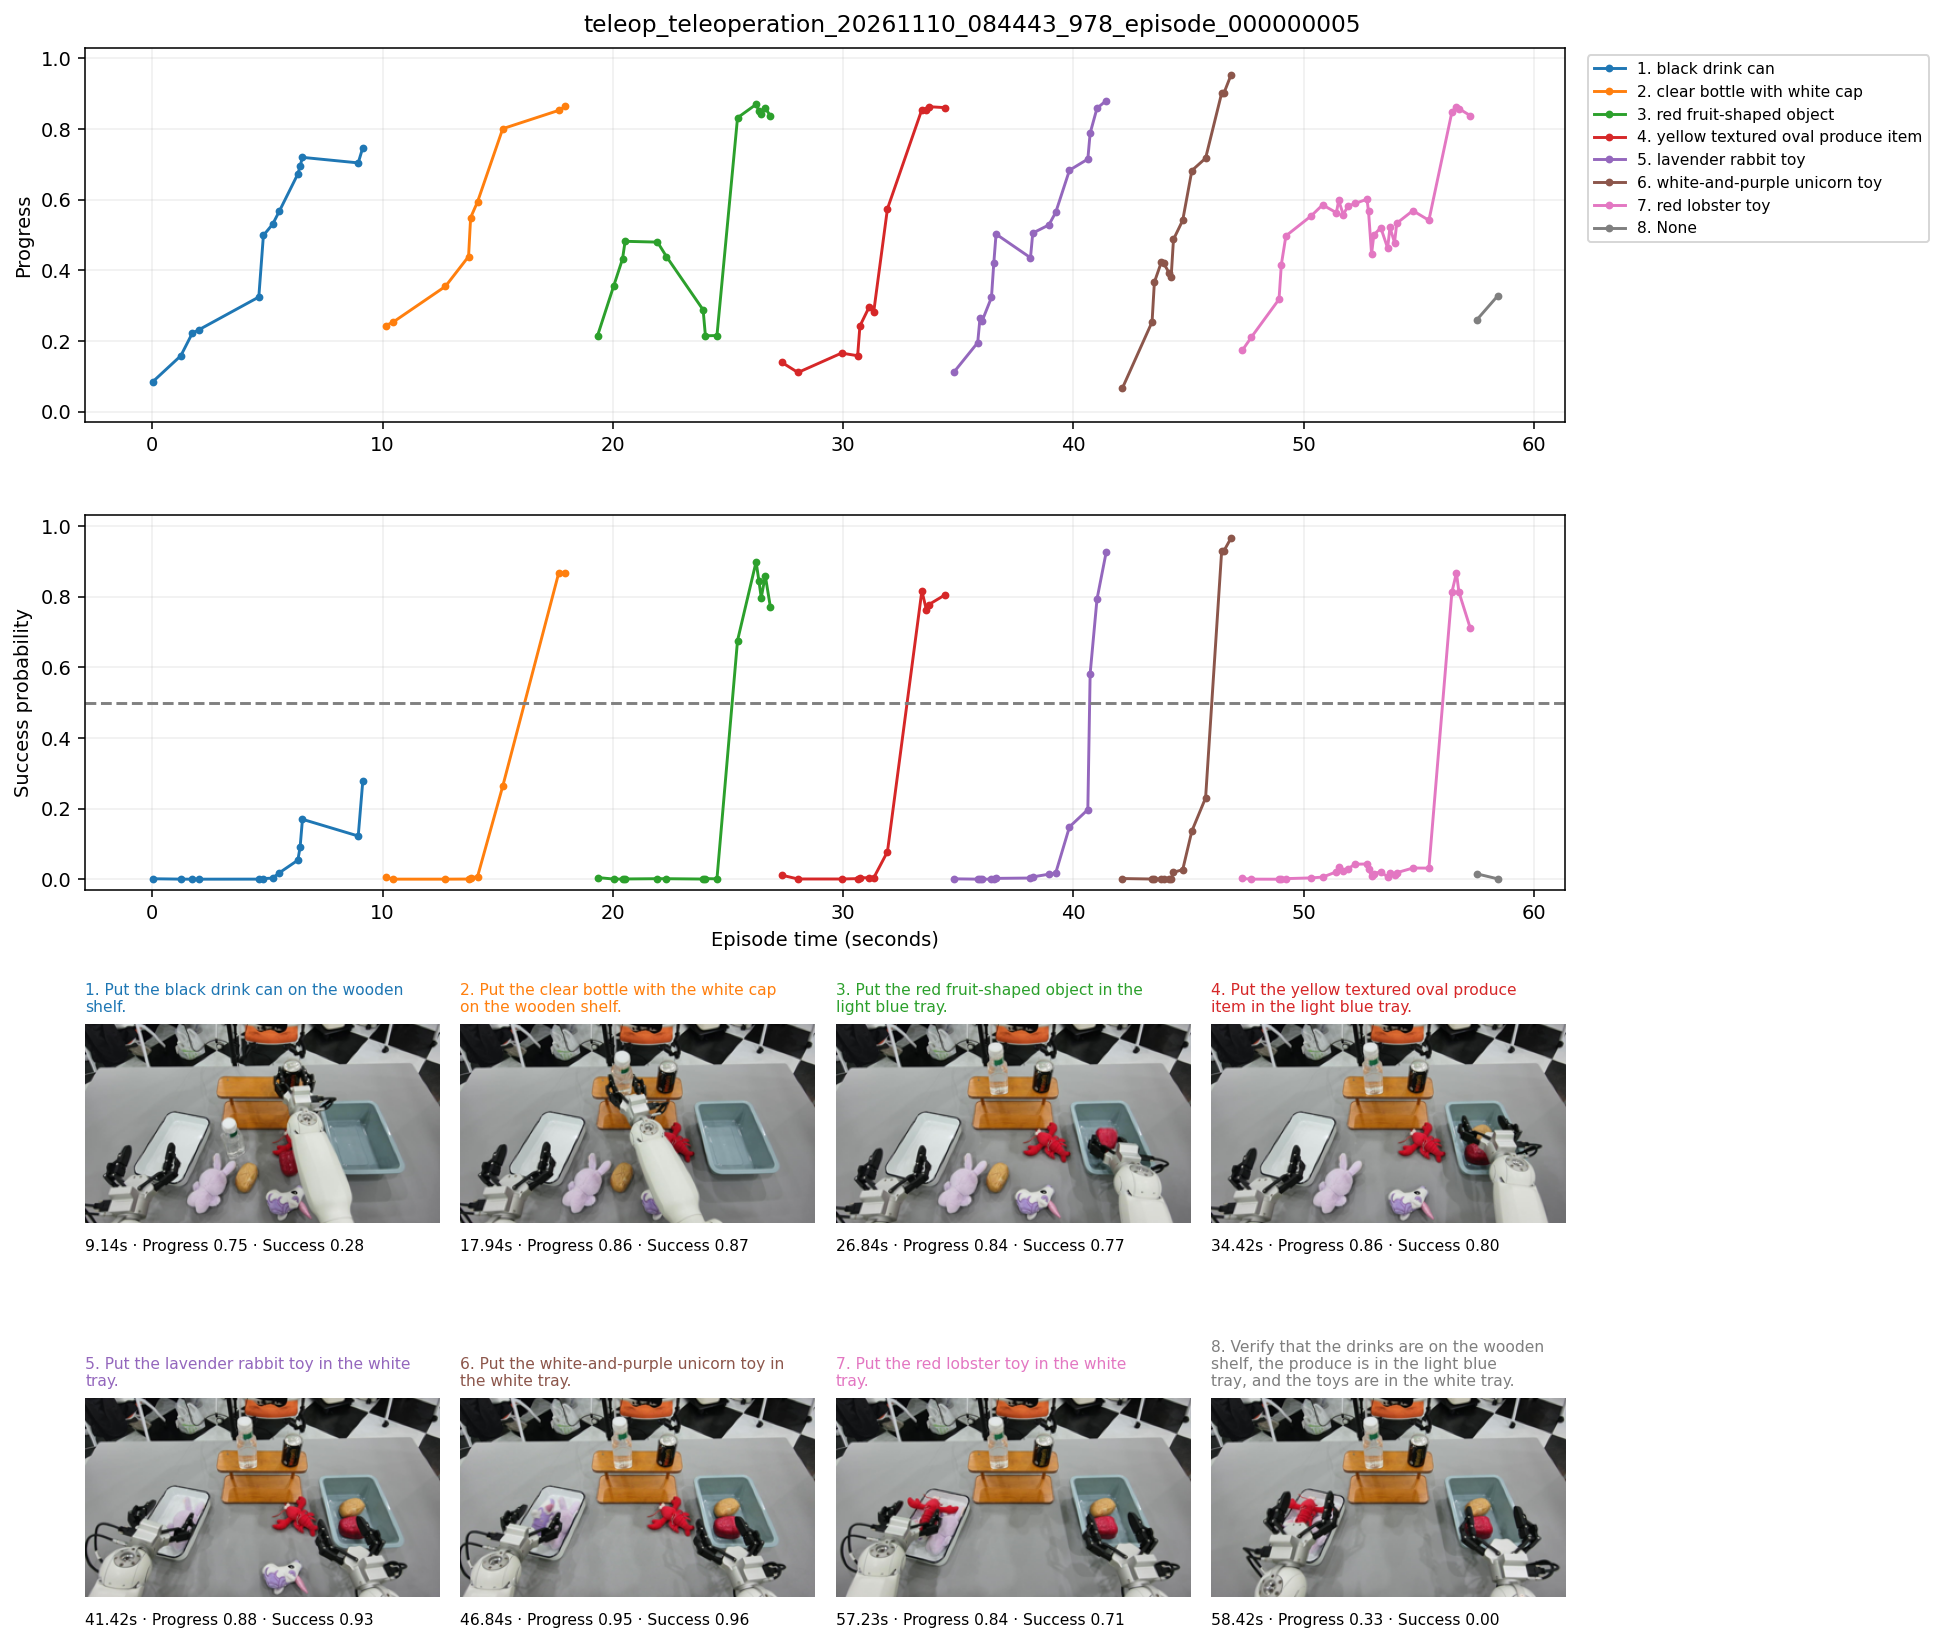 teleop_teleoperation_20261110_084443_978_episode_000000005
Progress
1.0
0.8
0.6
0.4
0.2
0.0
0
10
20
30
40
50
60
1. black drink can
2. clear bottle with white cap
3. red fruit-shaped object
4. yellow textured oval produce item
5. lavender rabbit toy
6. white-and-purple unicorn toy
7. red lobster toy
8. None
Success probability
1.0
0.8
0.6
0.4
0.2
0.0
0
10
20
30
40
50
60
Episode time (seconds)
1. Put the black drink can on the wooden
shelf.
9.14s · Progress 0.75 · Success 0.28
2. Put the clear bottle with the white cap
on the wooden shelf.
17.94s · Progress 0.86 · Success 0.87
3. Put the red fruit-shaped object in the
light blue tray.
26.84s · Progress 0.84 · Success 0.77
4. Put the yellow textured oval produce
item in the light blue tray.
34.42s · Progress 0.86 · Success 0.80
5. Put the lavender rabbit toy in the white
tray.
41.42s · Progress 0.88 · Success 0.93
6. Put the white-and-purple unicorn toy in
the white tray.
46.84s · Progress 0.95 · Success 0.96
7. Put the red lobster toy in the white
tray.
57.23s · Progress 0.84 · Success 0.71
8. Verify that the drinks are on the wooden
shelf, the produce is in the light blue
tray, and the toys are in the white tray.
58.42s · Progress 0.33 · Success 0.00